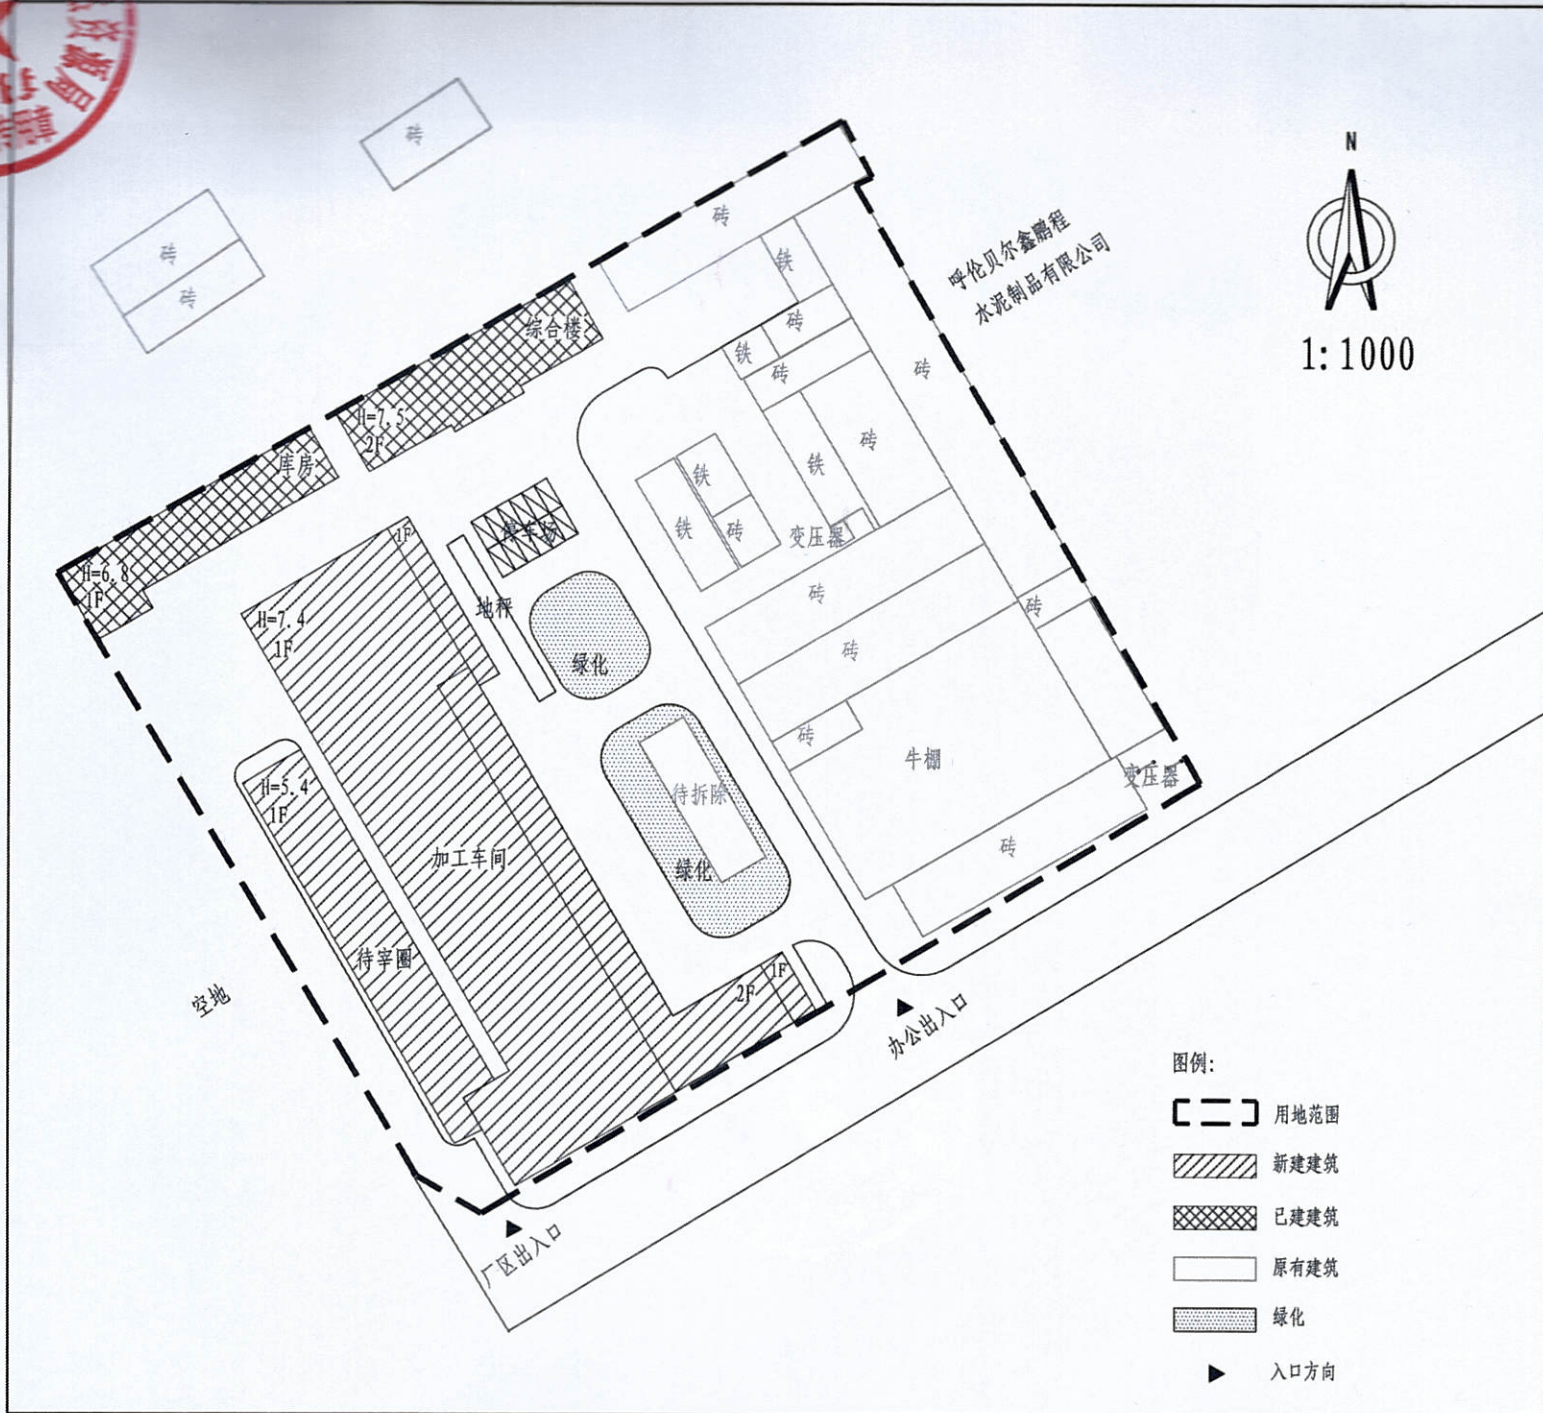 资源局
砖
砖
砖
N
1:1000
呼伦贝尔鑫鹏程
水泥制品有限公司
砖
铁
综合楼
H=7.5
2F
砖
铁
砖
砖
库房
铁
砖
铁
铁
砖
停车场
1F
变压器
H=6.8
1F
地秤
砖
砖
H=7.4
1F
绿化
砖
砖
牛棚
变压器
H=5.4
1F
待拆除
绿化
加工车间
砖
待宰圈
1F
2F
空地
办公出入口
厂区出入口
图例:
用地范围
新建建筑
已建建筑
原有建筑
绿化
入口方向